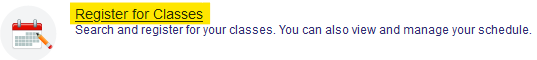 Register for Classes
Search and register for your classes. You can also view and manage your schedule.